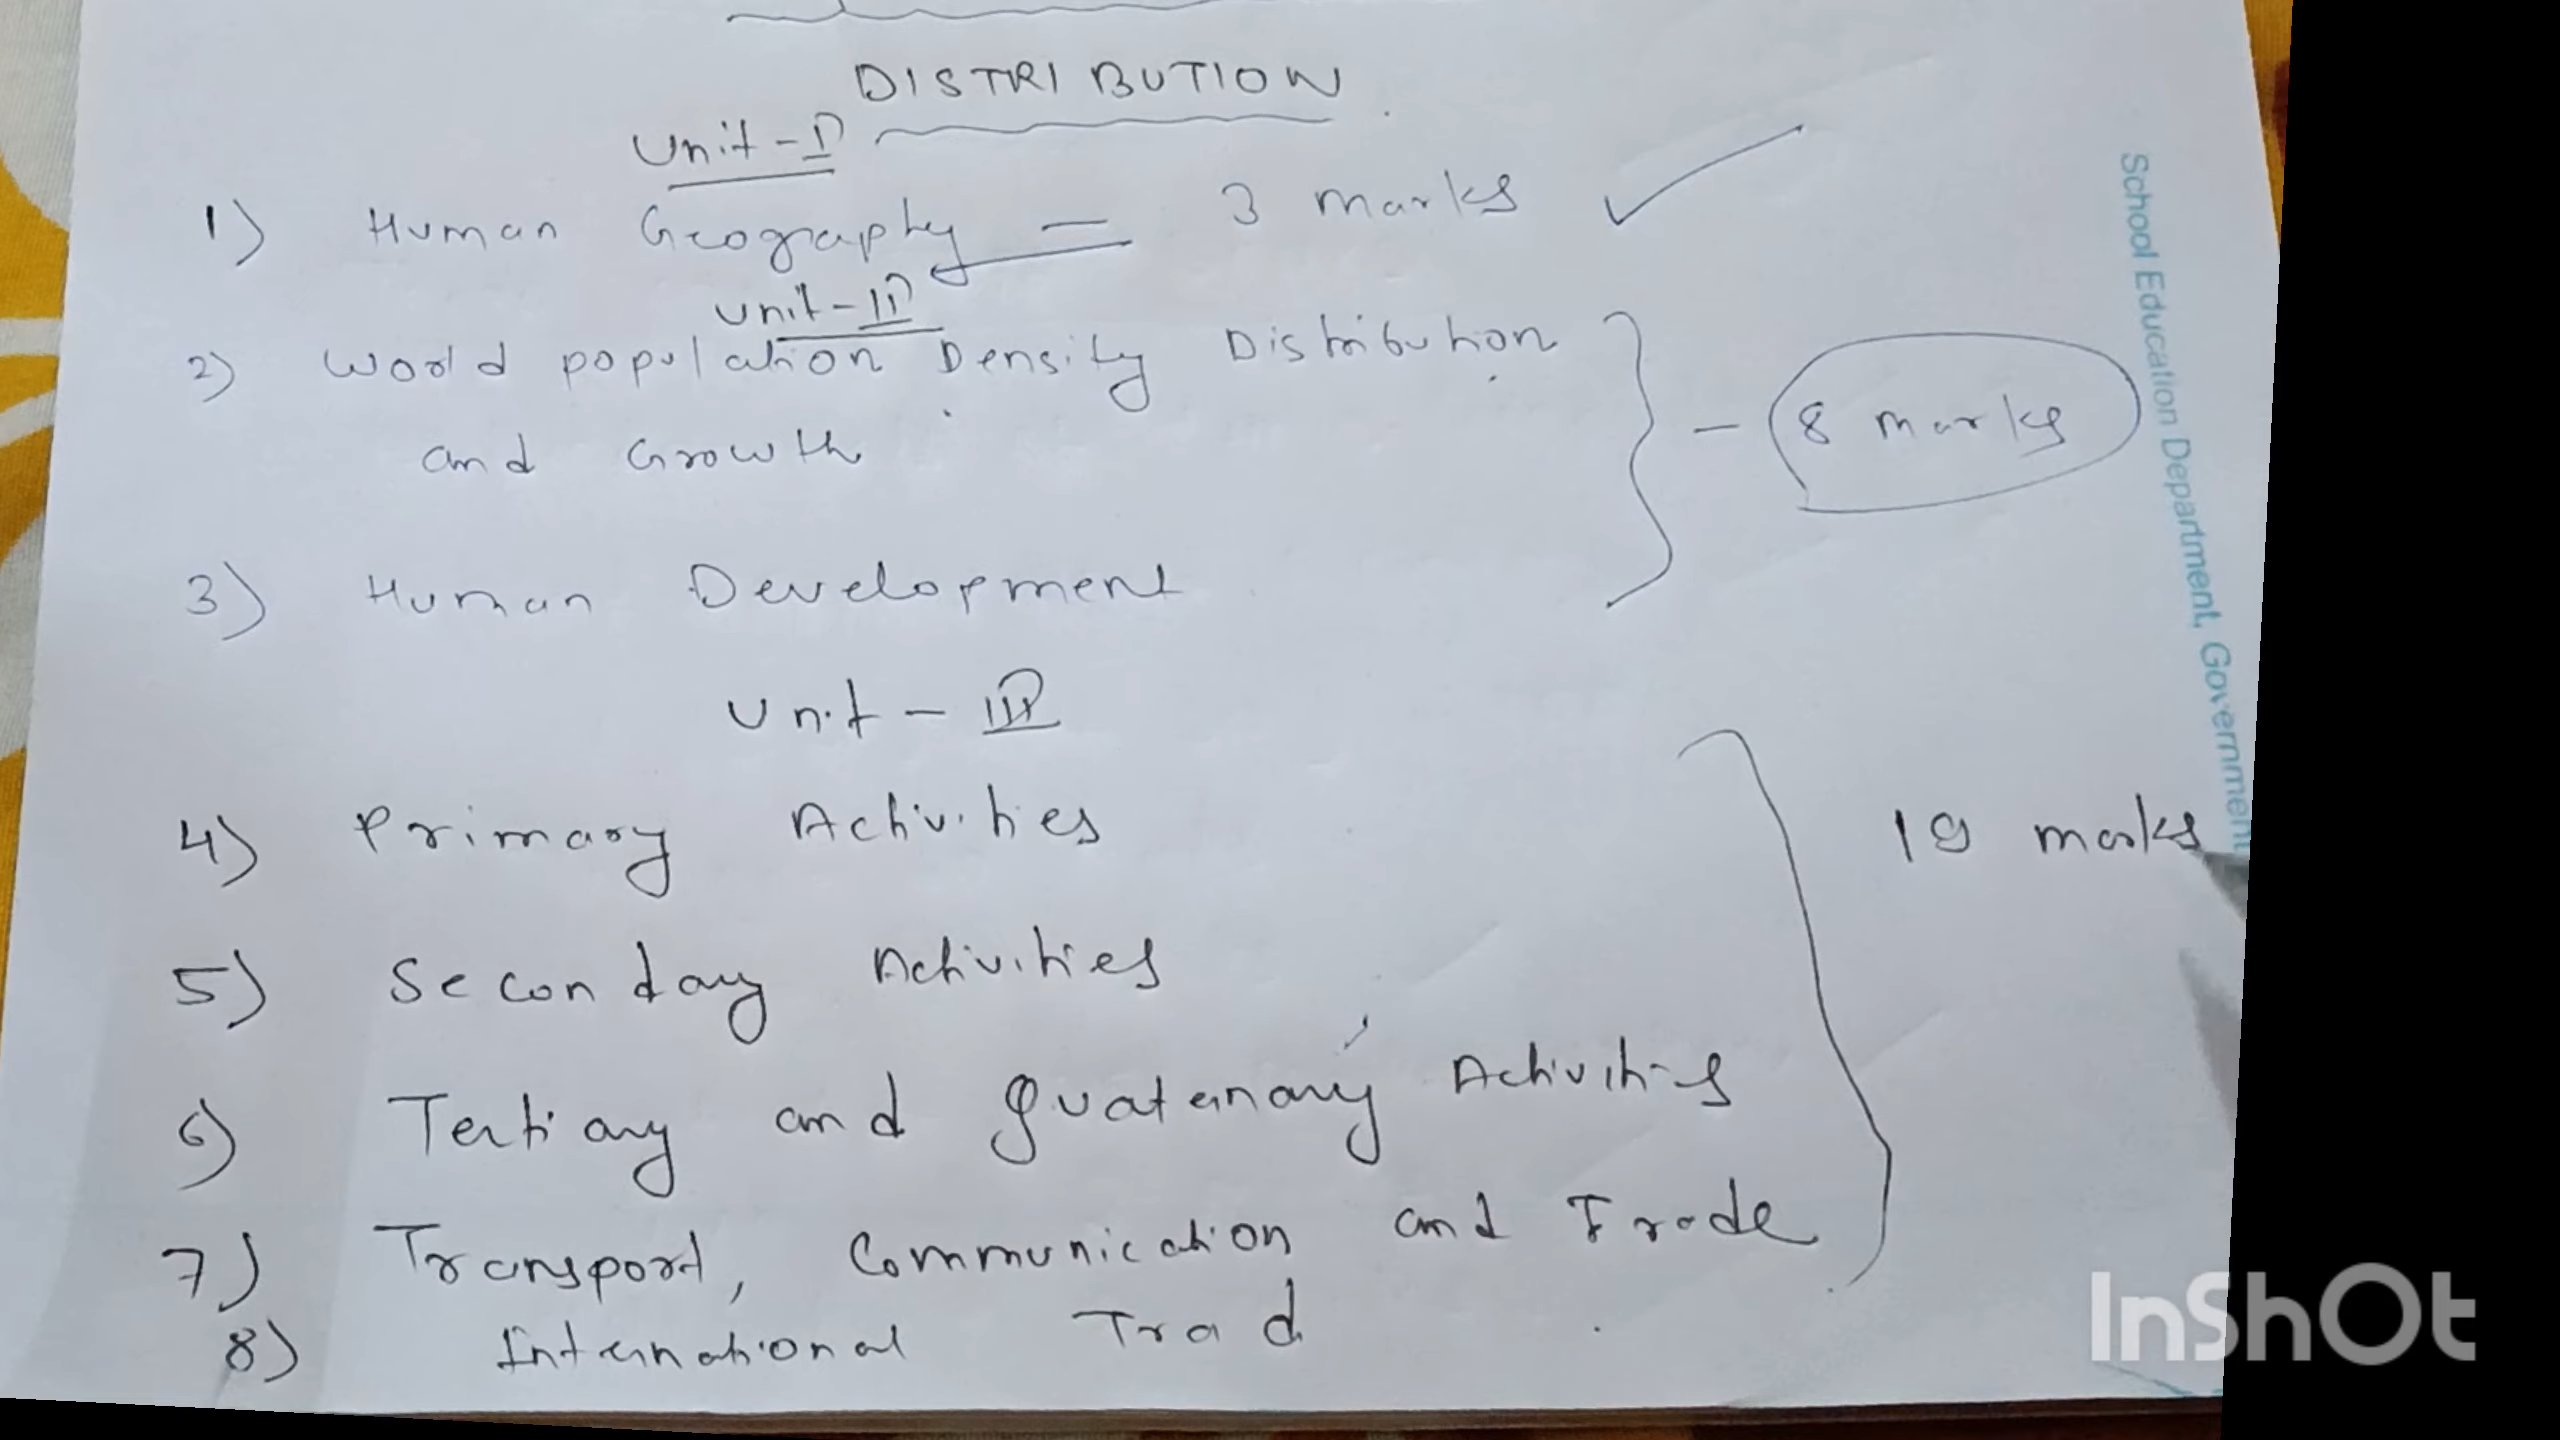 DISTRIBUTION
Unit-I
1) Human Geography = 3 marks
Unit-II
2) World population Density Distribution
and Growth
- 8 marks
3) Human Development
Unit-III
4) Primary Activities
19 marks
5) Secondary Activities
6) Tertiary and Quaternary Activities
7) Transport, Communication and Trade
8) International Trad
School Education Department, Government
InShOt